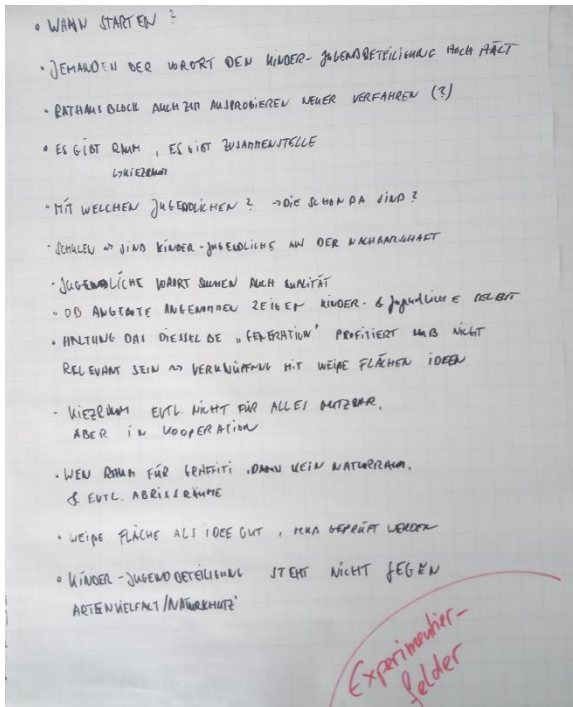 • WANN STARTEN ?
• JEMANDEN DER VORORT DEN KINDER- JUGENDBETEILIGUNG HOCH HÄLT
• RATHAUSBLOCK AUCH ZUM AUSPROBIEREN NEUER VERFAHREN (?)
• ES GIBT RAUM, ES GIBT ZUSAMMENSTELLE
↳ KIEZRAUM
• MIT WELCHEN JUGENDLICHEN? → DIE SCHON DA SIND?
• SCHULEN ↔ SIND KINDER-JUGENDLICHE AN DER NACHBARSCHAFT
• JUGENDLICHE VORORT SUCHEN AUCH QUALITÄT
• OB ANGEBOTE ANGENOMMEN ZEIGEN KINDER- & Jugendliche SELBST
• HALTUNG DAS DIESSELBE „GENERATION" PROFITIERT MUß NICHT
RELEVANT SEIN ~> VERKNÜPFUNG MIT WEIßE FLÄCHEN IDEEN
• KIEZRAUM EVTL. NICHT FÜR ALLES NUTZBAR,
ABER IN KOOPERATION
• WEN RAUM FÜR GRAFFITI, DANN KEIN NATURRAUM.
& EVTL. ABRISSRÄUME
• WEIßE FLÄCHE ALS IDEE GUT, MUß GEPRÜFT WERDEN
• KINDER-JUGENDBETEILIGUNG STEHT NICHT GEGEN
ARTENVIELFALT/NATURSCHUTZ
Experimentier-
felder